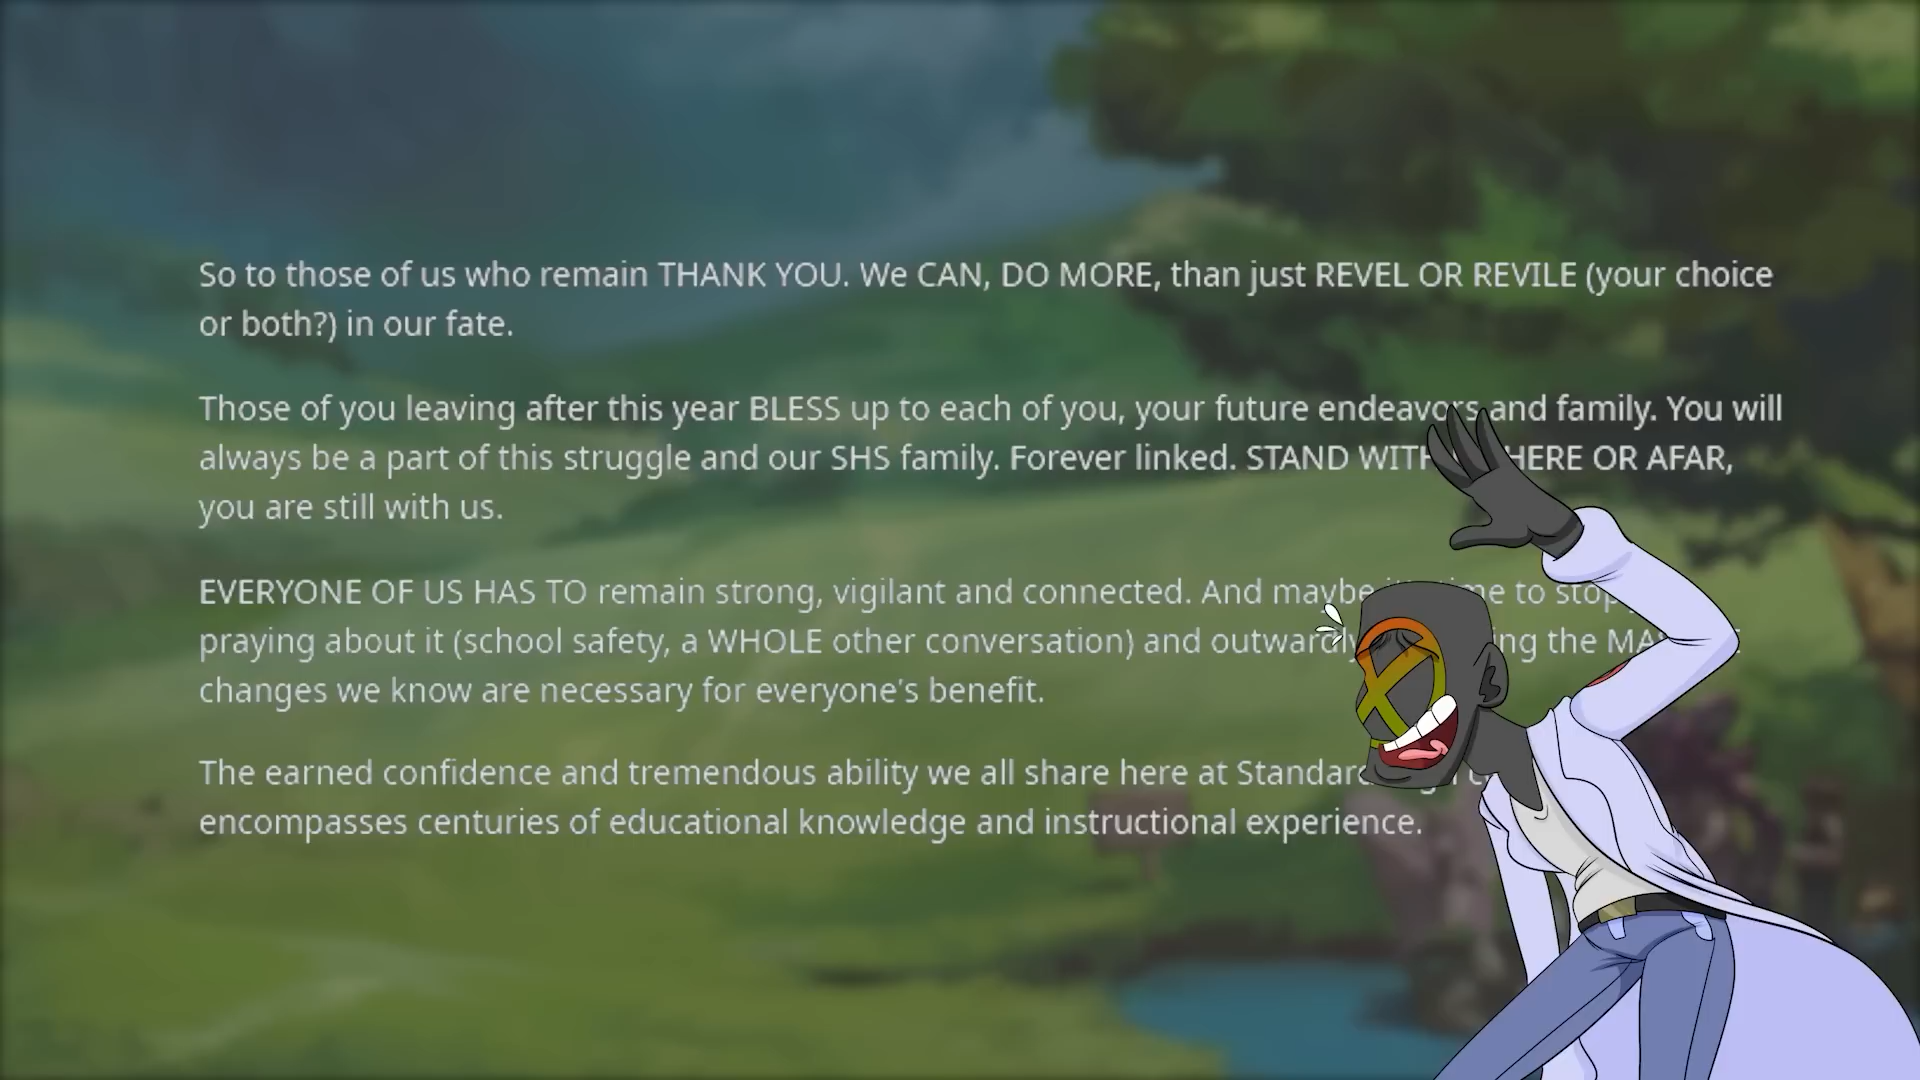 So to those of us who remain THANK YOU. We CAN, DO MORE, than just REVEL OR REVILE (your choice
or both?) in our fate.
Those of you leaving after this year BLESS up to each of you, your future endeavors and family. You will
always be a part of this struggle and our SHS family. Forever linked. STAND WITH HERE OR AFAR,
you are still with us.
EVERYONE OF US HAS TO remain strong, vigilant and connected. And maybe time to stop
praying about it (school safety, a WHOLE other conversation) and outwardly the
changes we know are necessary for everyone's benefit.
The earned confidence and tremendous ability we all share here at Standard
encompasses centuries of educational knowledge and instructional experience.